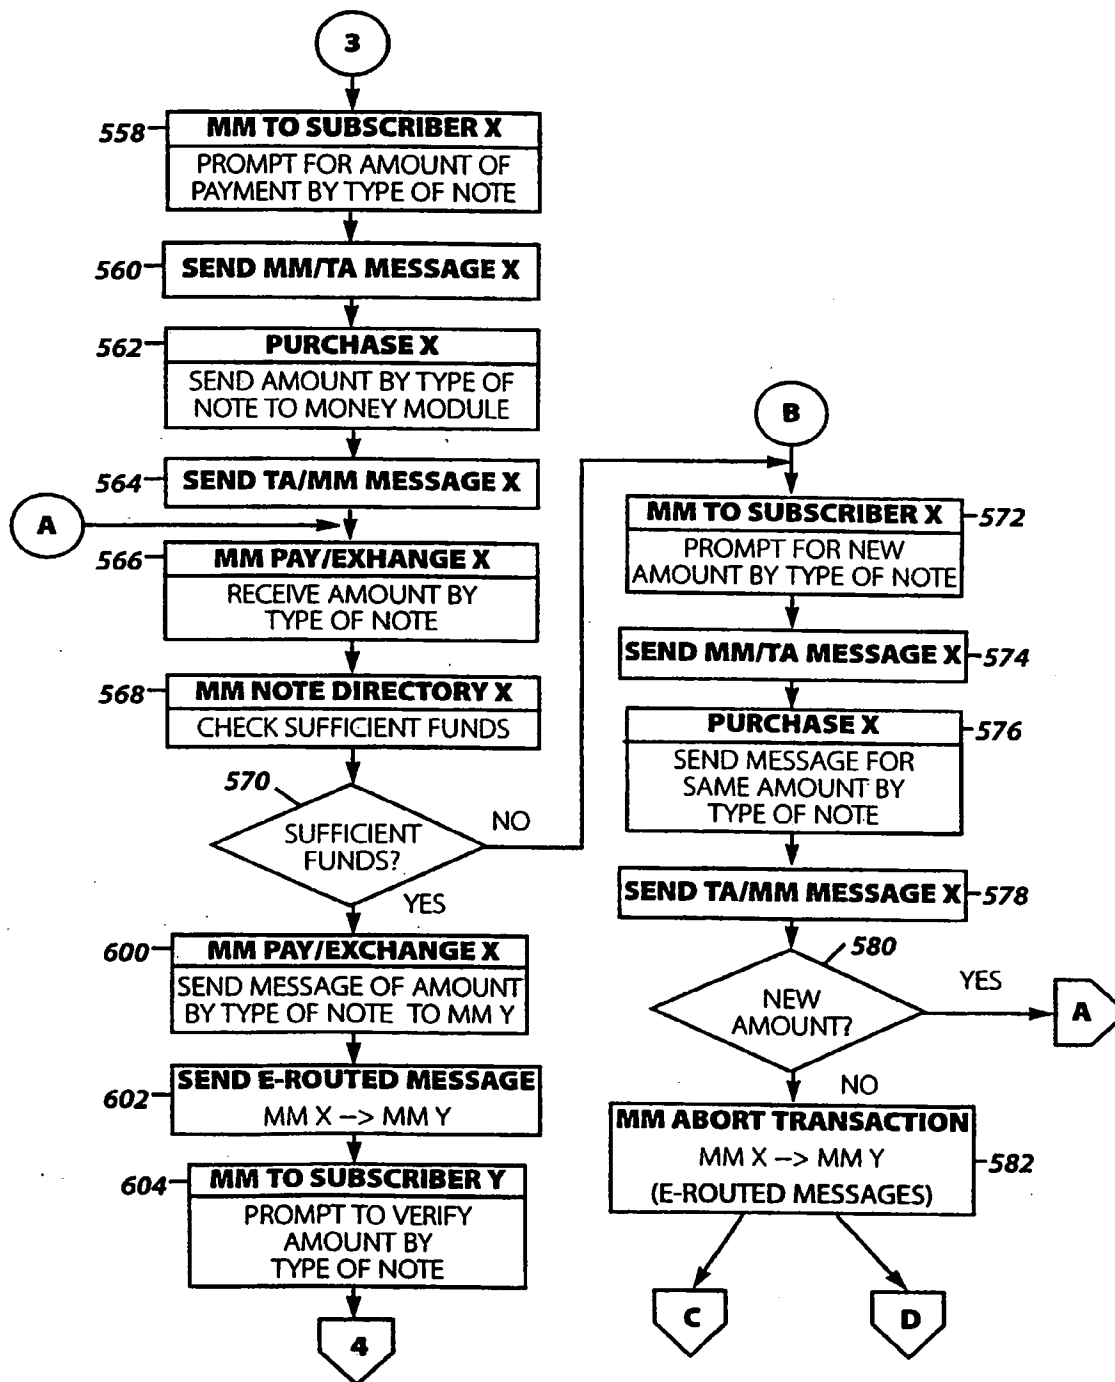 3
558
MM TO SUBSCRIBER X
PROMPT FOR AMOUNT OF
PAYMENT BY TYPE OF NOTE
560
SEND MM/TA MESSAGE X
562
PURCHASE X
SEND AMOUNT BY TYPE OF
NOTE TO MONEY MODULE
564
SEND TA/MM MESSAGE X
A
566
MM PAY/EXHANGE X
RECEIVE AMOUNT BY
TYPE OF NOTE
568
MM NOTE DIRECTORY X
CHECK SUFFICIENT FUNDS
570
SUFFICIENT
FUNDS?
NO
YES
600
MM PAY/EXCHANGE X
SEND MESSAGE OF AMOUNT
BY TYPE OF NOTE TO MM Y
602
SEND E-ROUTED MESSAGE
MM X --> MM Y
604
MM TO SUBSCRIBER Y
PROMPT TO VERIFY
AMOUNT BY
TYPE OF NOTE
4
B
MM TO SUBSCRIBER X
572
PROMPT FOR NEW
AMOUNT BY TYPE OF NOTE
SEND MM/TA MESSAGE X
574
PURCHASE X
576
SEND MESSAGE FOR
SAME AMOUNT BY
TYPE OF NOTE
SEND TA/MM MESSAGE X
578
580
NEW
AMOUNT?
YES
A
NO
MM ABORT TRANSACTION
MM X --> MM Y
582
(E-ROUTED MESSAGES)
C
D